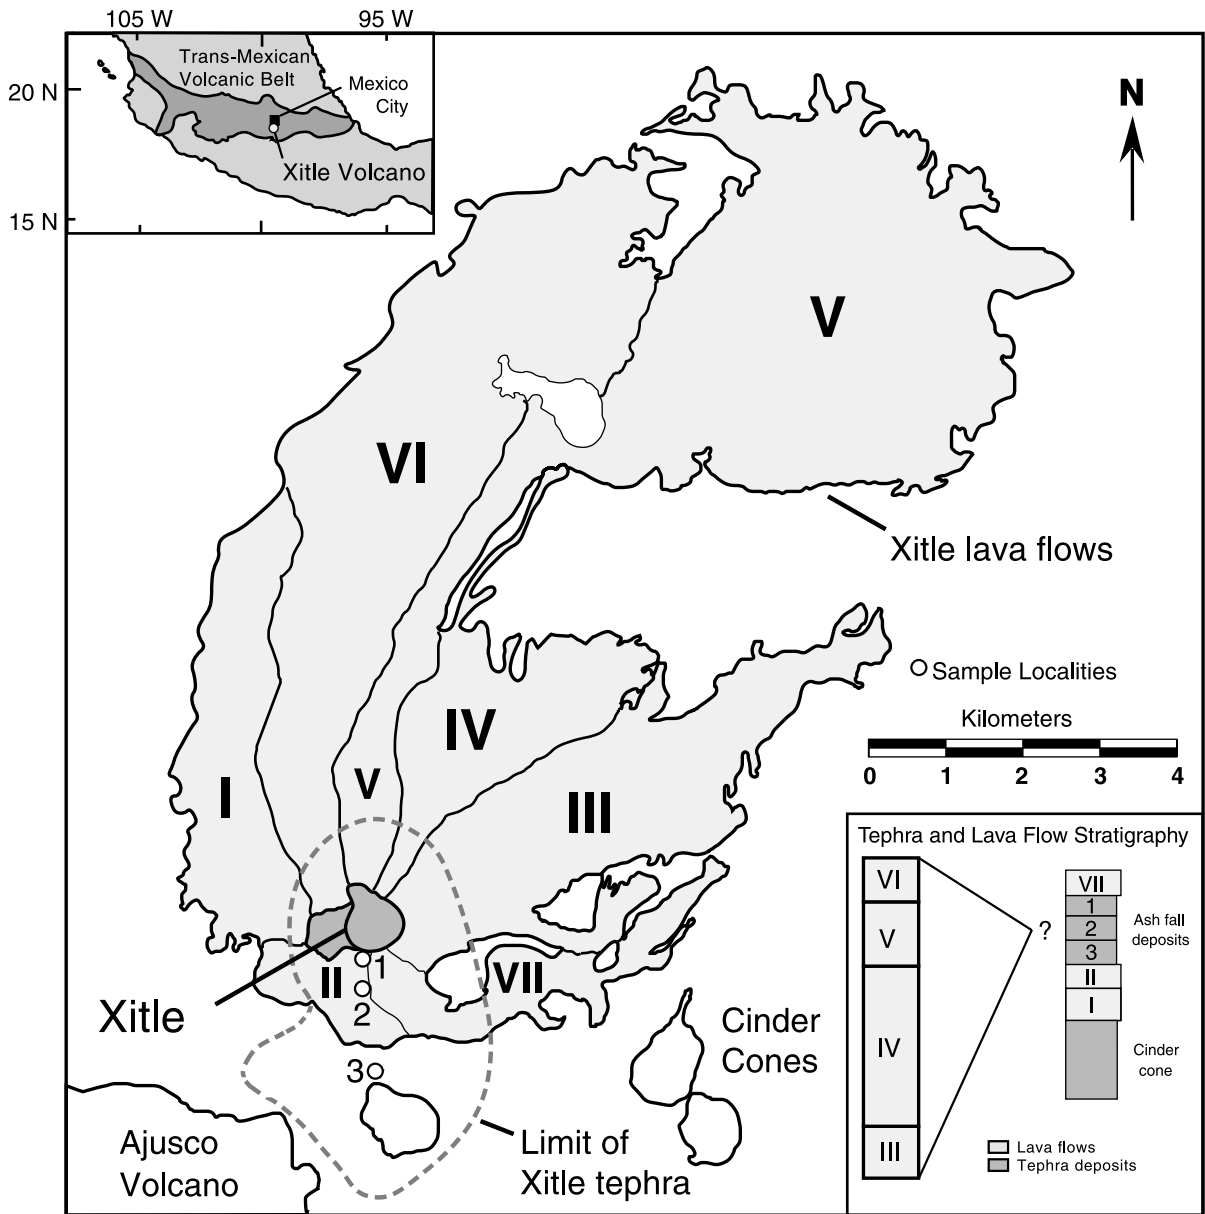 105 W
95 W
20 N
15 N
Trans-Mexican
Volcanic Belt
Mexico
City
Xitle Volcano
N
V
VI
Xitle lava flows
Sample Localities
Kilometers
0 1 2 3 4
IV
V
I
III
II
1
2
VII
Xitle
3
Cinder
Cones
Ajusco
Volcano
Limit of
Xitle tephra
Tephra and Lava Flow Stratigraphy
VI
V
IV
III
?
VII
1
2
3
II
I
Ash fall
deposits
Cinder
cone
Lava flows
Tephra deposits